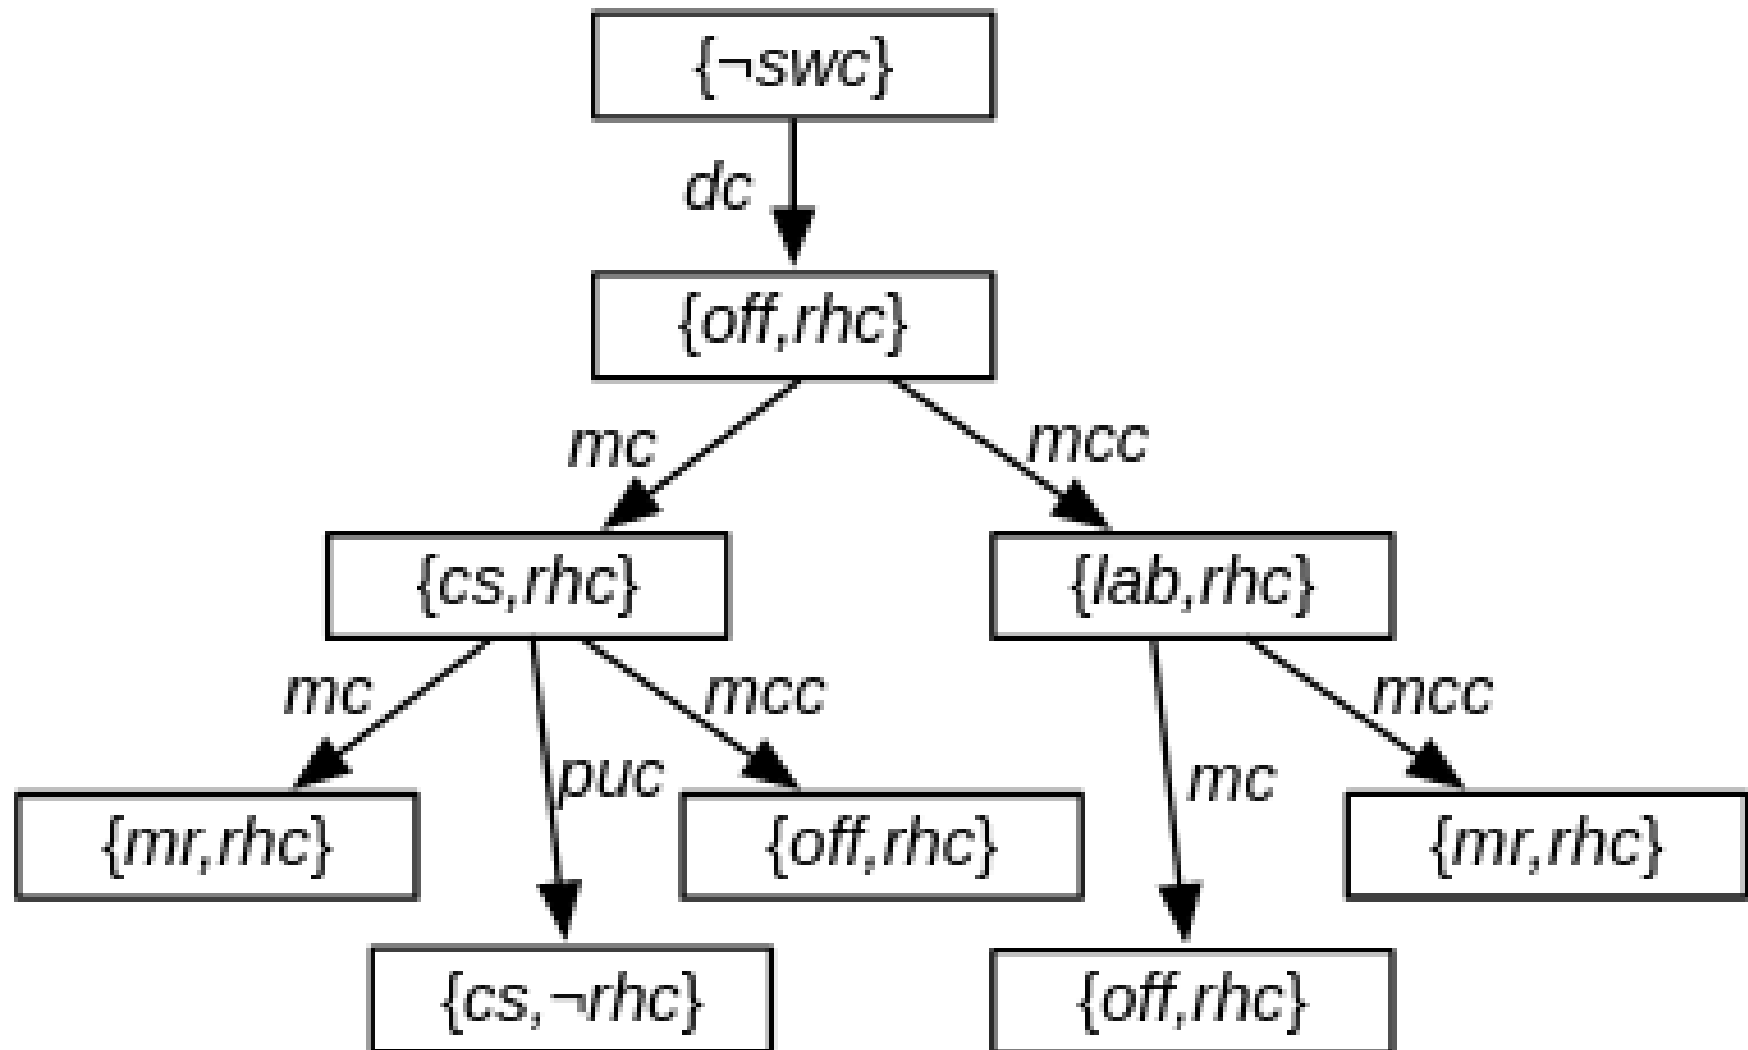 {¬swc}
dc
{off,rhc}
mc
mcc
{cs,rhc}
{lab,rhc}
mc
mcc
mcc
puc
mc
{mr,rhc}
{off,rhc}
{mr,rhc}
{cs,¬rhc}
{off,rhc}